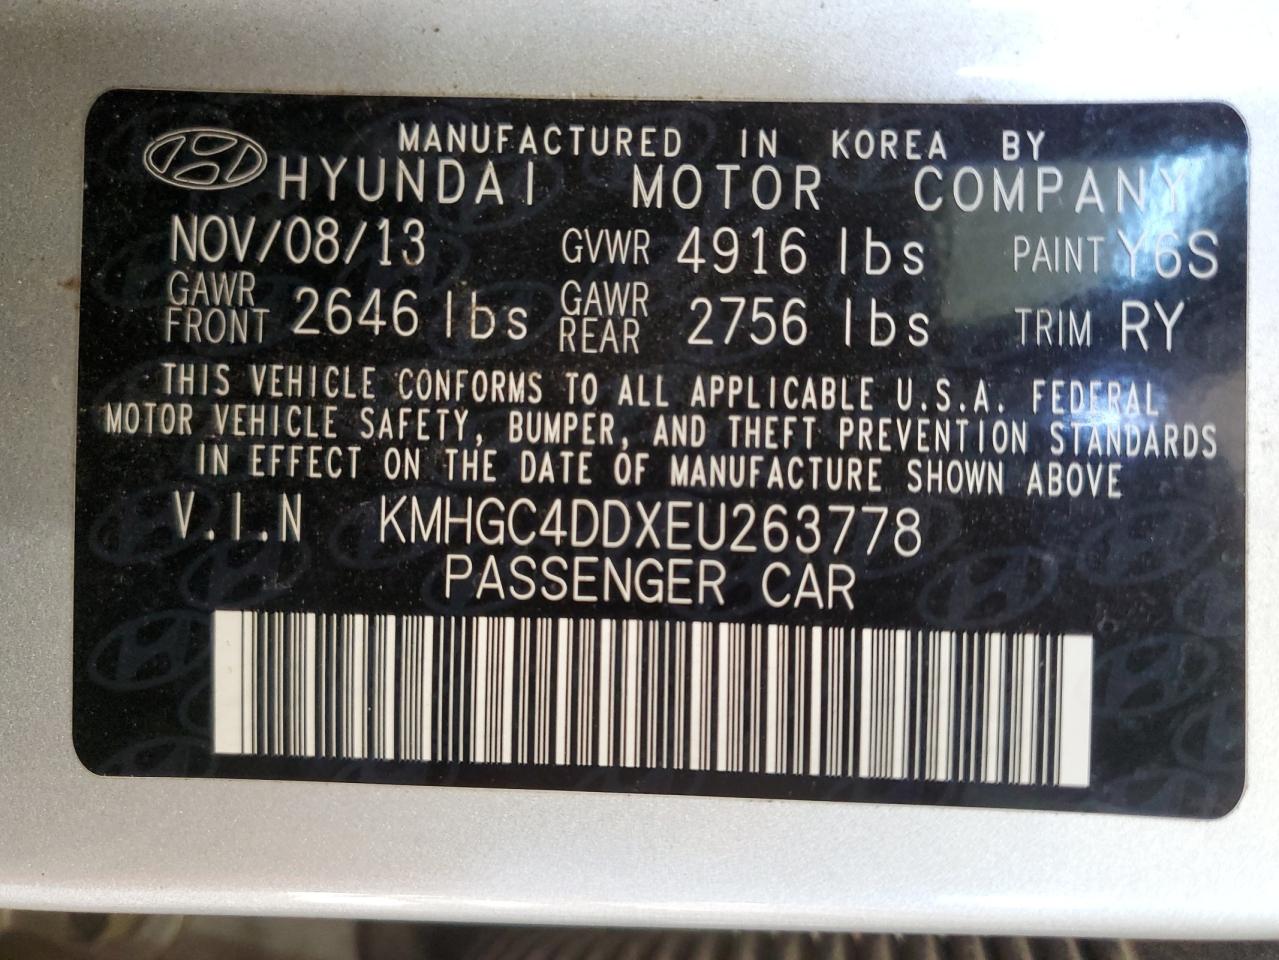 MANUFACTURED IN KOREA BY
HYUNDAI MOTOR COMPANY
NOV/08/13 GVWR 4916 lbs PAINT Y6S
GAWR FRONT 2646 lbs GAWR REAR 2756 lbs TRIM RY
THIS VEHICLE CONFORMS TO ALL APPLICABLE U.S.A. FEDERAL
MOTOR VEHICLE SAFETY, BUMPER, AND THEFT PREVENTION STANDARDS
IN EFFECT ON THE DATE OF MANUFACTURE SHOWN ABOVE
V.I.N KMHGC4DDXEU263778
PASSENGER CAR